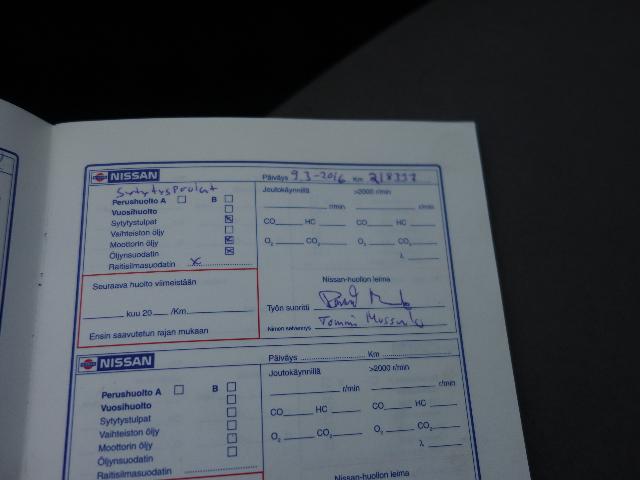 NISSAN Päiväys 9.3-2016 Km 218337
Sytytyspuolat
Perushuolto A B
Vuosihuolto
Sytytystulpat
Vaihteiston öljy
Moottorin öljy
Öljynsuodatin
Raitisilmasuodatin x
Joutokäynnillä >2000 r/min
r/min r/min
CO HC CO HC
O₂ CO₂ O₂ CO₂
λ
Seuraava huolto viimeistään
kuu 20 /Km
Ensin saavutetun rajan mukaan
Nissan-huollon leima
Työn suoritti
Nimen selvennys Tommi
NISSAN Päiväys Km
Perushuolto A B
Vuosihuolto
Sytytystulpat
Vaihteiston öljy
Moottorin öljy
Öljynsuodatin
Raitisilmasuodatin
Joutokäynnillä >2000 r/min
r/min r/min
CO HC CO HC
O₂ CO₂ O₂ CO₂
λ
Nissan-huollon leima